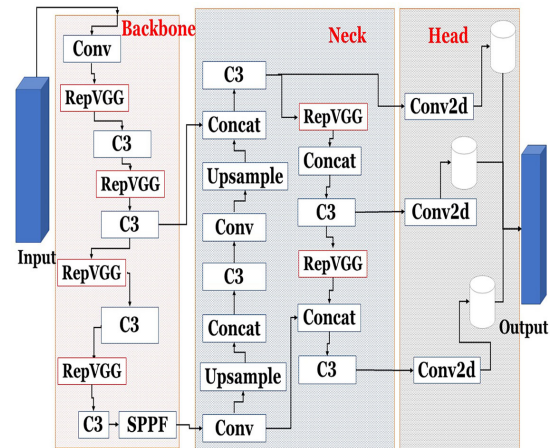 Backbone
Conv
RepVGG
C3
RepVGG
C3
RepVGG
C3
RepVGG
C3
SPPF
Input
Neck
C3
Concat
Upsample
Conv
C3
Concat
Upsample
Conv
RepVGG
Concat
C3
RepVGG
Concat
C3
Head
Conv2d
Conv2d
Conv2d
Output